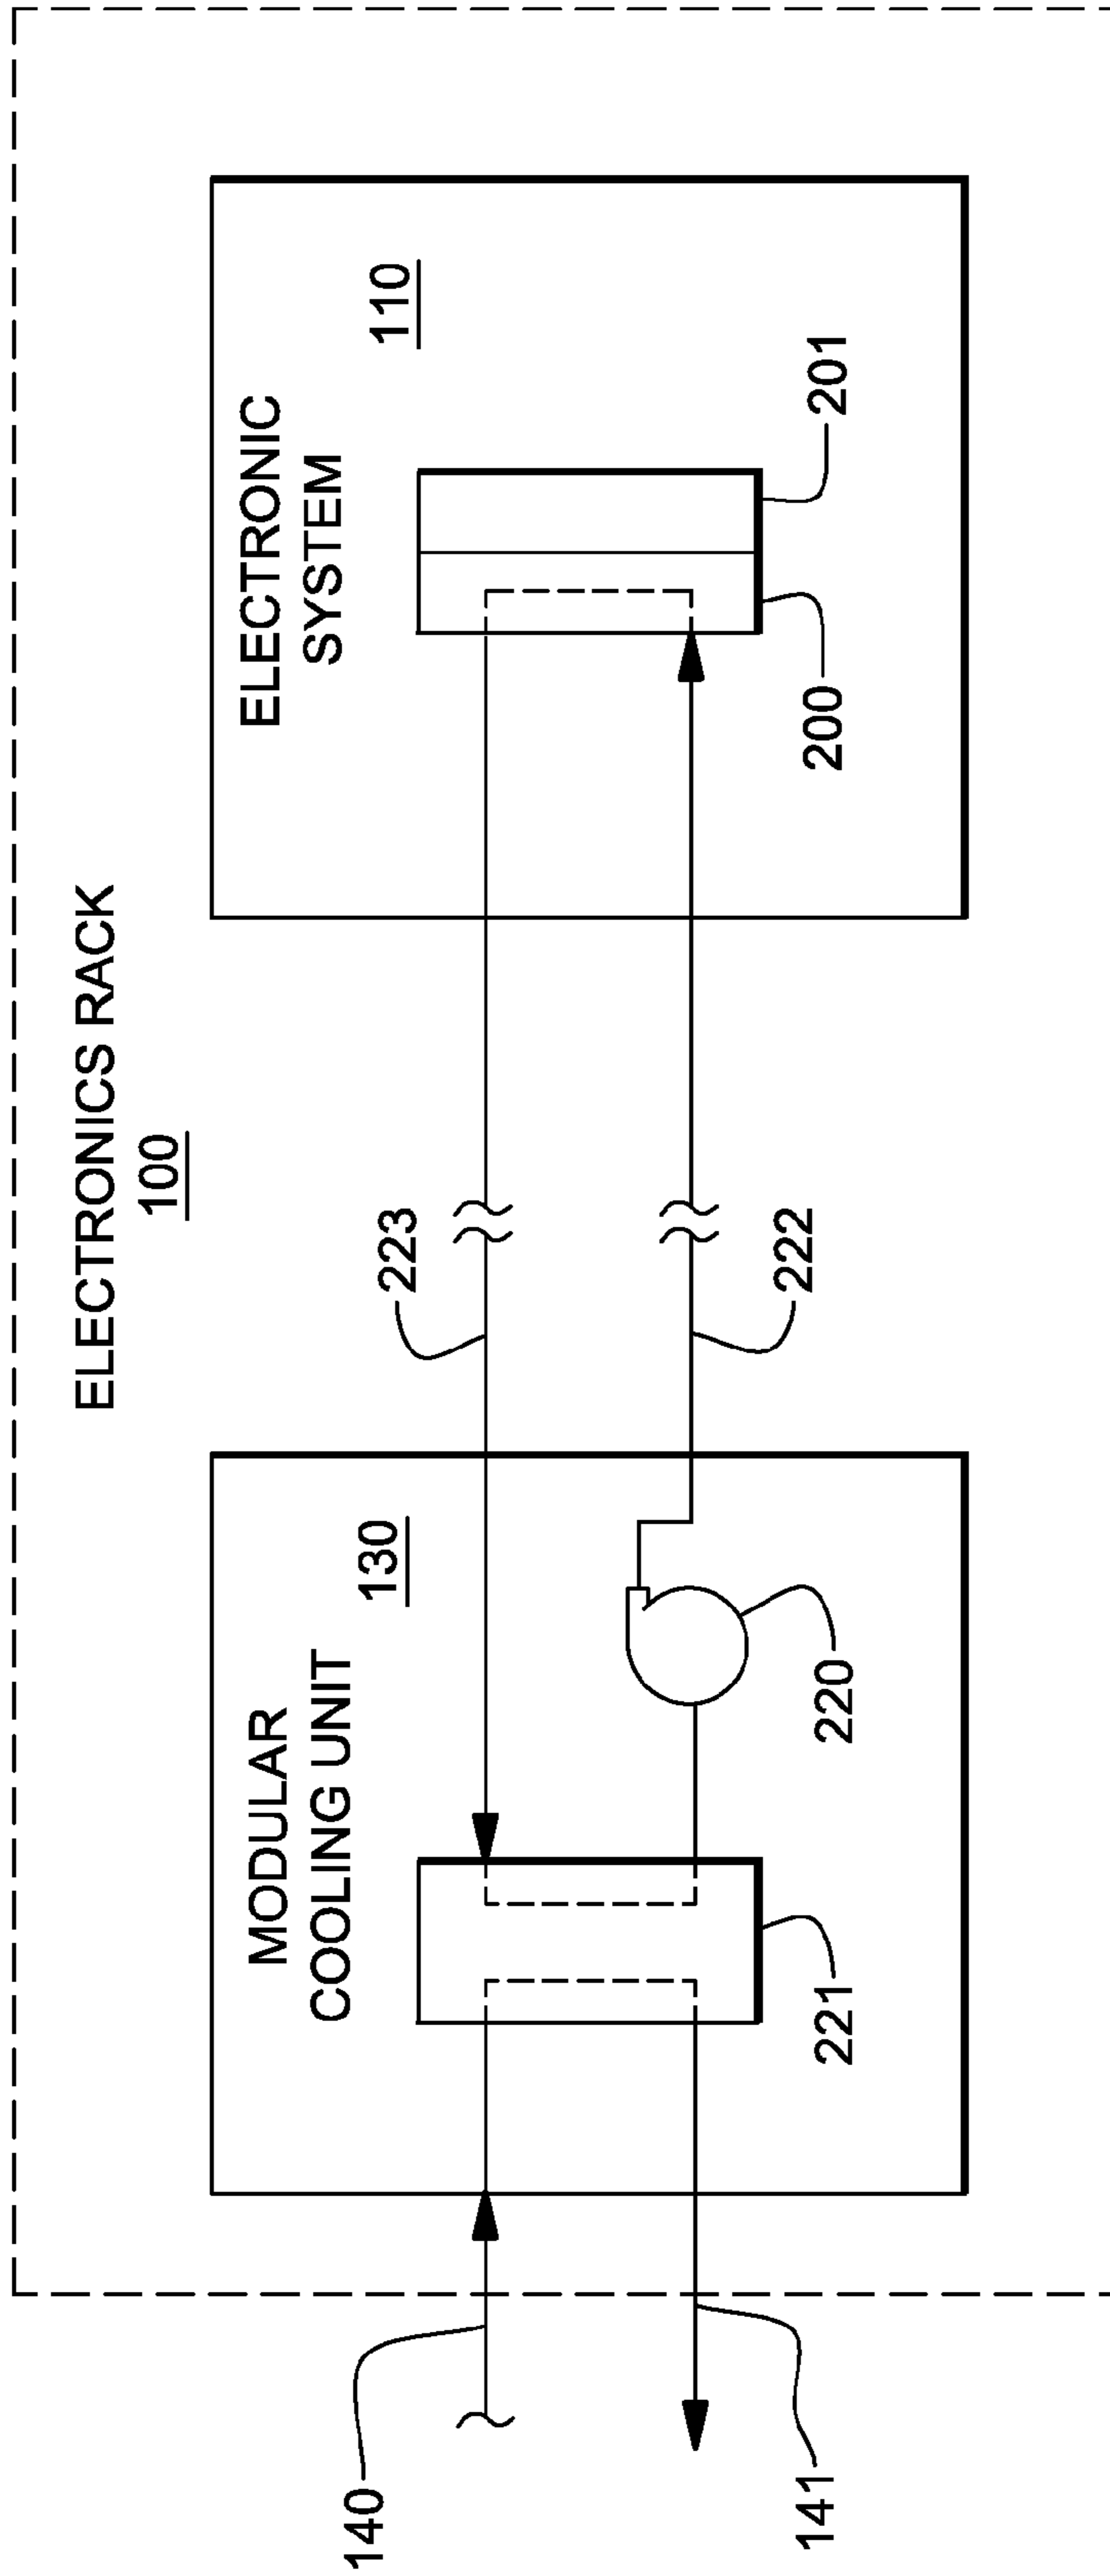 ELECTRONICS RACK
100
MODULAR
COOLING UNIT
130
ELECTRONIC
SYSTEM
110
140
223
141
221
220
222
200
201